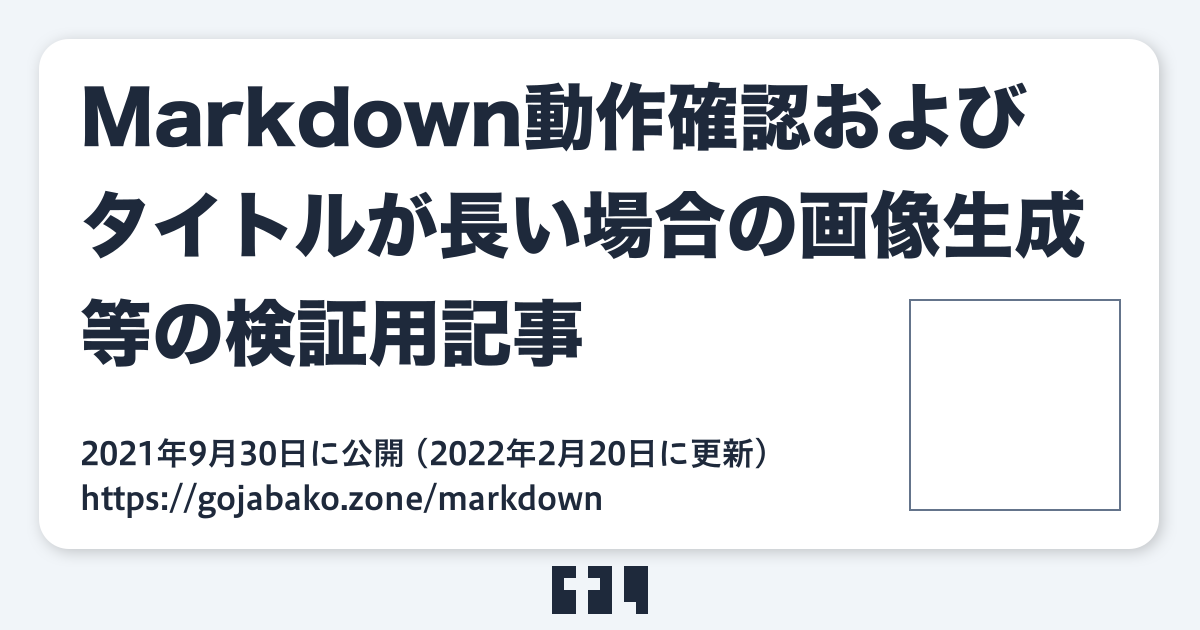 Markdown動作確認および
タイトルが長い場合の画像生成
等の検証用記事
2021年9月30日に公開（2022年2月20日に更新）
https://gojabako.zone/markdown